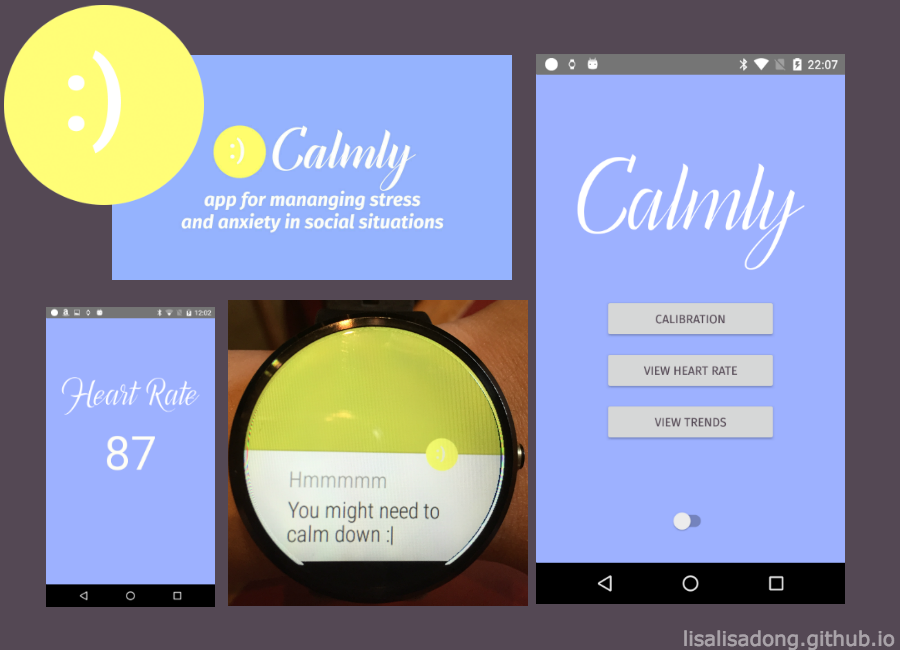 :)
:) Calmly
app for mananging stress
and anxiety in social situations
22:07
Calmly
CALIBRATION
VIEW HEART RATE
VIEW TRENDS
12:02
Heart Rate
87
:)
Hmmmmm
You might need to
calm down :|
lisalisadong.github.io